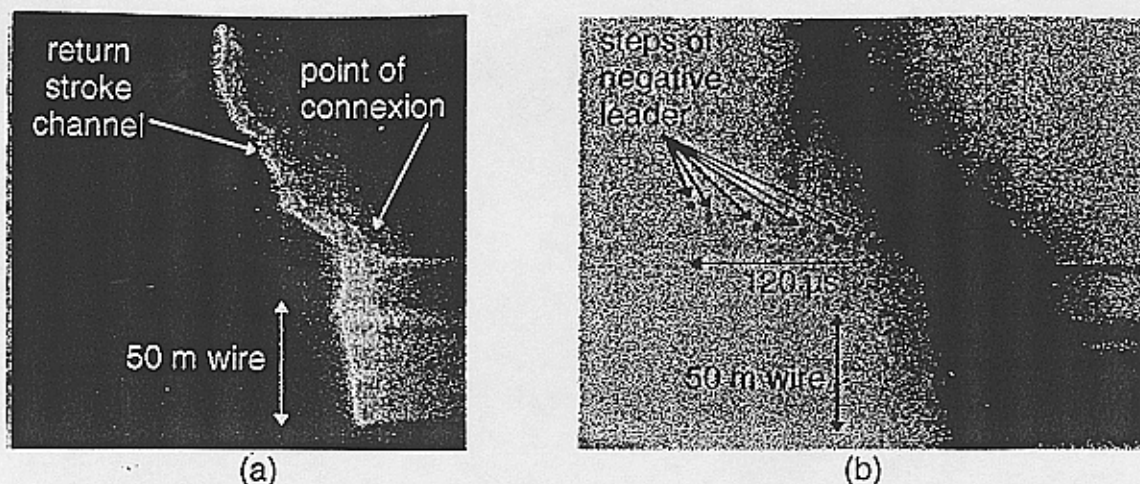 return
stroke
channel
point of
connexion
50 m wire
(a)
steps of
negative
leader
120 µs
50 m wire
(b)